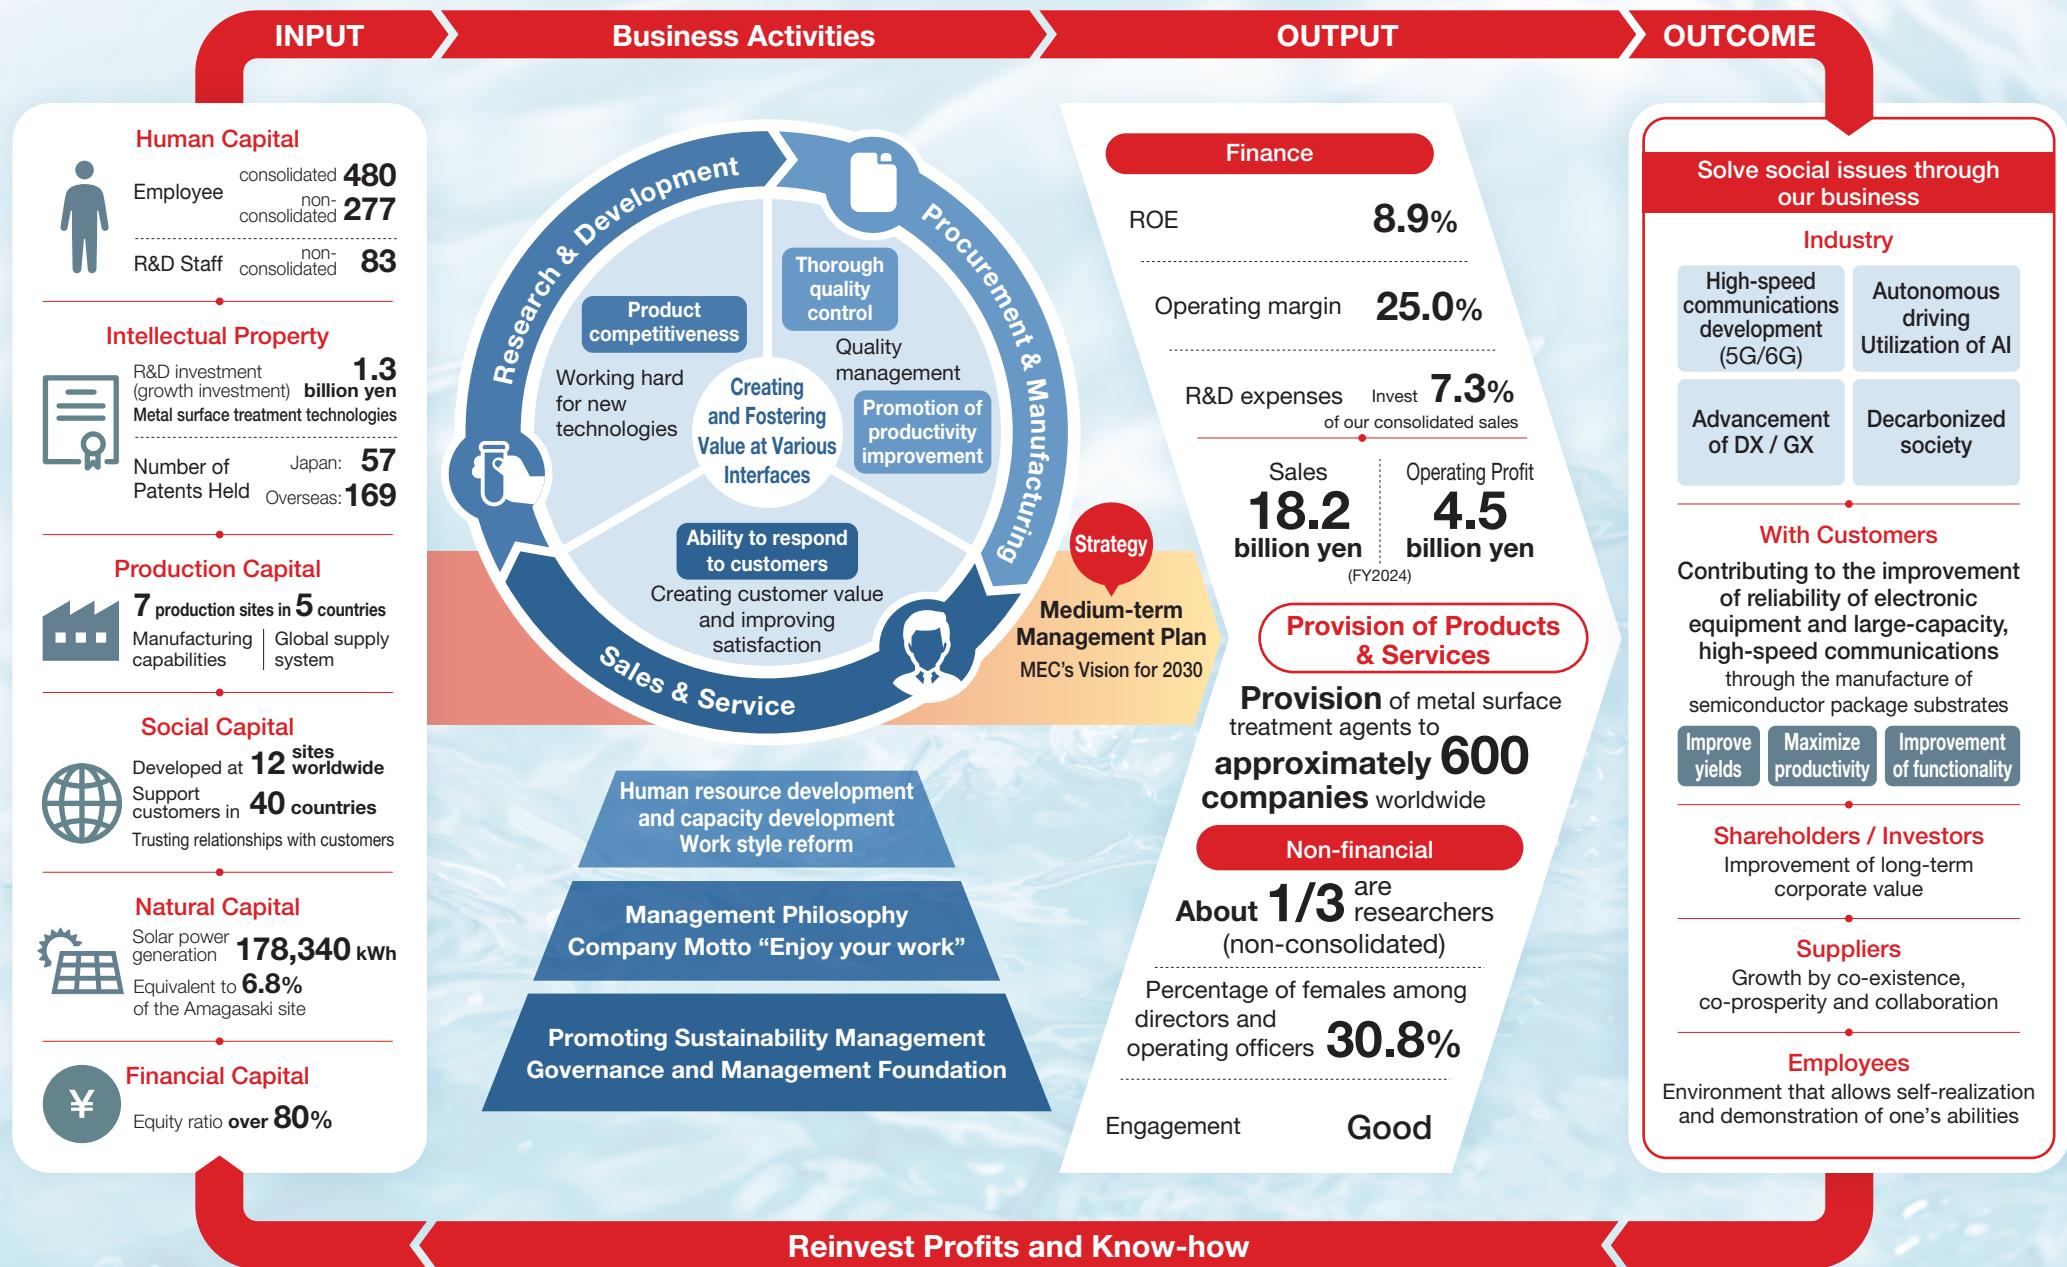 INPUT
Business Activities
OUTPUT
OUTCOME
Human Capital
Employee
consolidated 480
non-
consolidated 277
R&D Staff
non-
consolidated 83
Intellectual Property
R&D investment
(growth investment)
1.3
billion yen
Metal surface treatment technologies
Number of
Patents Held
Japan: 57
Overseas: 169
Production Capital
7 production sites in 5 countries
Manufacturing
capabilities
Global supply
system
Social Capital
Developed at 12 sites
worldwide
Support
customers in 40 countries
Trusting relationships with customers
Natural Capital
Solar power
generation 178,340 kWh
Equivalent to 6.8%
of the Amagasaki site
Financial Capital
¥
Equity ratio over 80%
Research & Development
Procurement & Manufacturing
Sales & Service
Product
competitiveness
Working hard
for new
technologies
Thorough
quality
control
Quality
management
Promotion of
productivity
improvement
Creating
and Fostering
Value at Various
Interfaces
Ability to respond
to customers
Creating customer value
and improving
satisfaction
Strategy
Medium-term
Management Plan
MEC's Vision for 2030
Human resource development
and capacity development
Work style reform
Management Philosophy
Company Motto “Enjoy your work”
Promoting Sustainability Management
Governance and Management Foundation
Finance
ROE 8.9%
Operating margin 25.0%
R&D expenses Invest 7.3%
of our consolidated sales
Sales
18.2
billion yen
Operating Profit
4.5
billion yen
(FY2024)
Provision of Products
& Services
Provision of metal surface
treatment agents to
approximately 600
companies worldwide
Non-financial
About 1/3 are
researchers
(non-consolidated)
Percentage of females among
directors and
operating officers 30.8%
Engagement Good
Solve social issues through
our business
Industry
High-speed
communications
development
(5G/6G)
Autonomous
driving
Utilization of AI
Advancement
of DX / GX
Decarbonized
society
With Customers
Contributing to the improvement
of reliability of electronic
equipment and large-capacity,
high-speed communications
through the manufacture of
semiconductor package substrates
Improve
yields
Maximize
productivity
Improvement
of functionality
Shareholders / Investors
Improvement of long-term
corporate value
Suppliers
Growth by co-existence,
co-prosperity and collaboration
Employees
Environment that allows self-realization
and demonstration of one's abilities
Reinvest Profits and Know-how